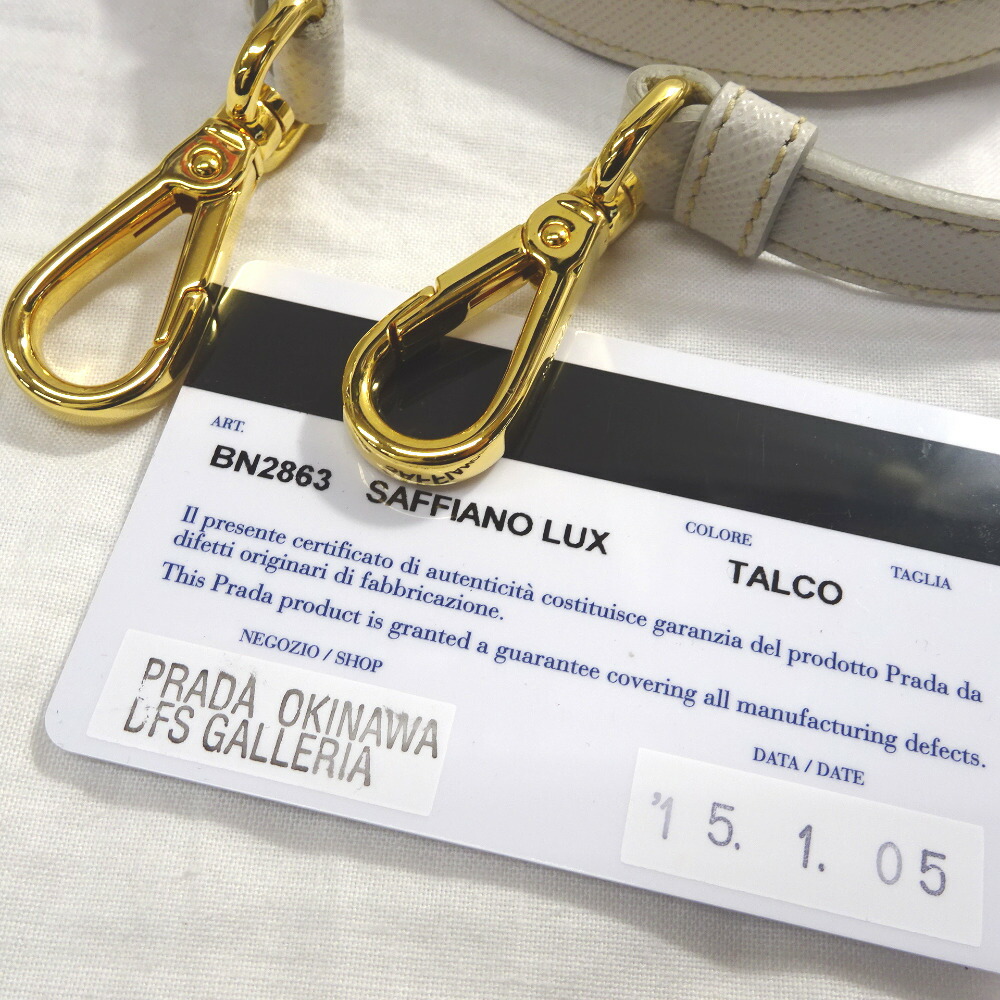 ART.
BN2863 SAFFIANO LUX
COLORE
TALCO
TAGLIA
Il presente certificato di autenticità costituisce garanzia del prodotto Prada da
difetti originari di fabbricazione.
This Prada product is granted a guarantee covering all manufacturing defects.
NEGOZIO / SHOP
PRADA OKINAWA
DFS GALLERIA
DATA / DATE
'15. 1. 05